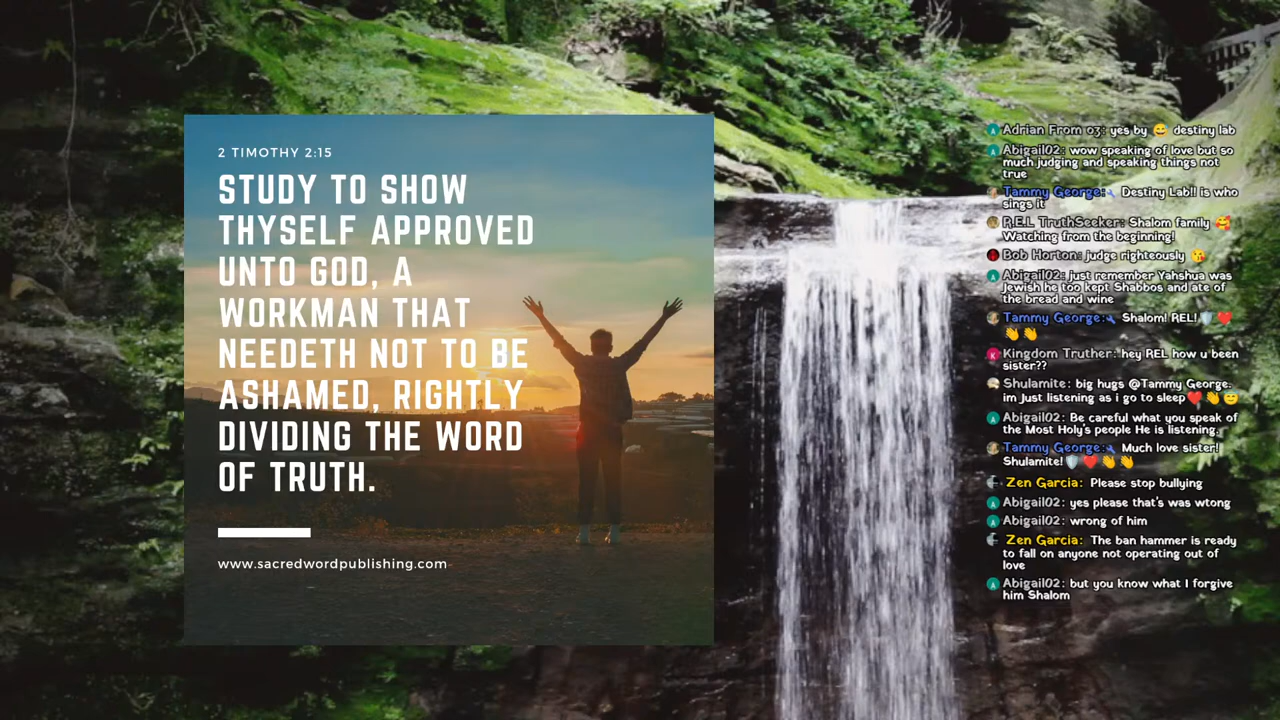 2 TIMOTHY 2:15
STUDY TO SHOW
THYSELF APPROVED
UNTO GOD, A
WORKMAN THAT
NEEDETH NOT TO BE
ASHAMED, RIGHTLY
DIVIDING THE WORD
OF TRUTH.
www.sacredwordpublishing.com
Adrian From 03: yes by 😄 destiny lab
Abigail02: wow speaking of love but so
much judging and speaking things not
true
Tammy George:🔧 Destiny Lab!! is who
sings it
R.E.L TruthSeeker: Shalom family 🥰
Watching from the beginning!
Bob Horton: judge righteously 😘
Abigail02: just remember Yahshua was
Jewish he too kept Shabbos and ate of
the bread and wine
Tammy George:🔧 Shalom! REL!🛡️❤️
👏👏
K Kingdom Truther: hey REL how u been
sister??
Shulamite: big hugs @Tammy George.
im just listening as i go to sleep❤️👏😇
Abigail02: Be careful what you speak of
the Most Holy's people He is listening.
Tammy George:🔧 Much love sister!
Shulamite!🛡️❤️👏👏
Zen Garcia: Please stop bullying
Abigail02: yes please that's was wtong
Abigail02: wrong of him
Zen Garcia: The ban hammer is ready
to fall on anyone not operating out of
love
Abigail02: but you know what I forgive
him Shalom